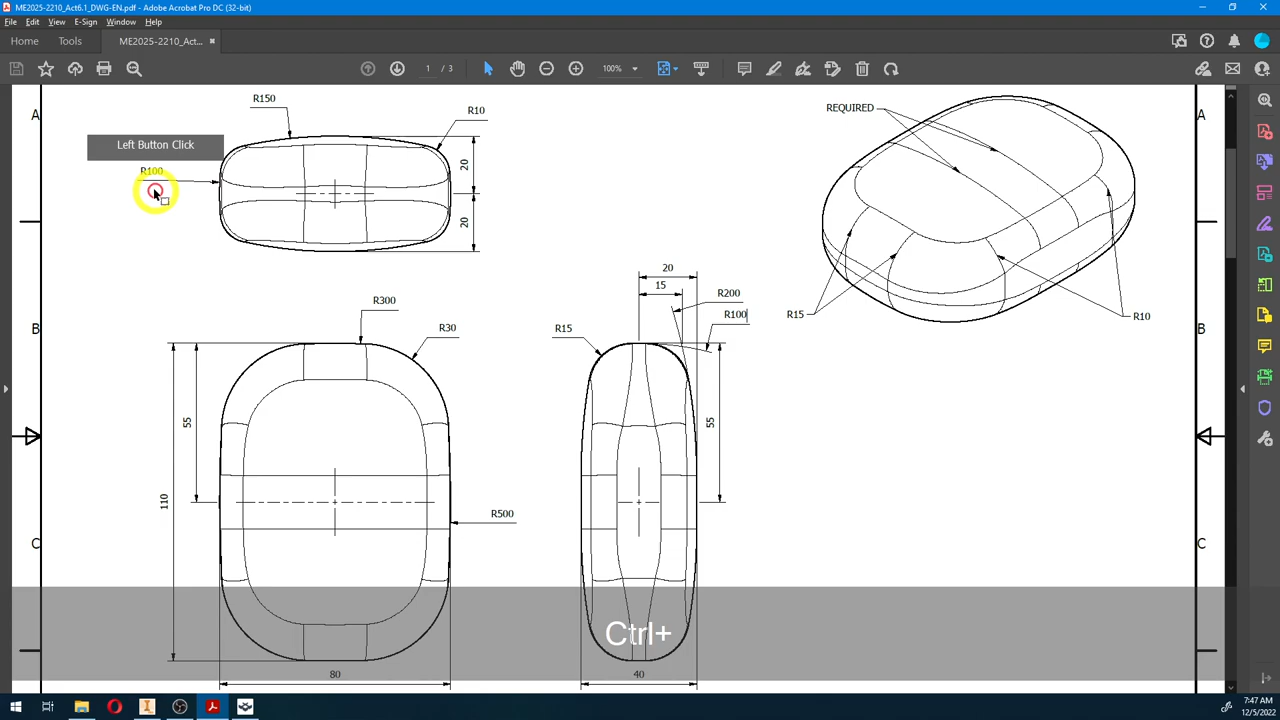 ME2025-2210_Act6.1_DWG-EN.pdf - Adobe Acrobat Pro DC (32-bit)
File Edit View E-Sign Window Help
Home Tools ME2025-2210_Act...
1 / 3 100%
A R150 R10 REQUIRED A
Left Button Click
R100
20
20
20
15
R200
R100
R15
R10
B R300 R30 R15 B
55
55
110
R500
C C
Ctrl+
80 40
7:47 AM
12/5/2022